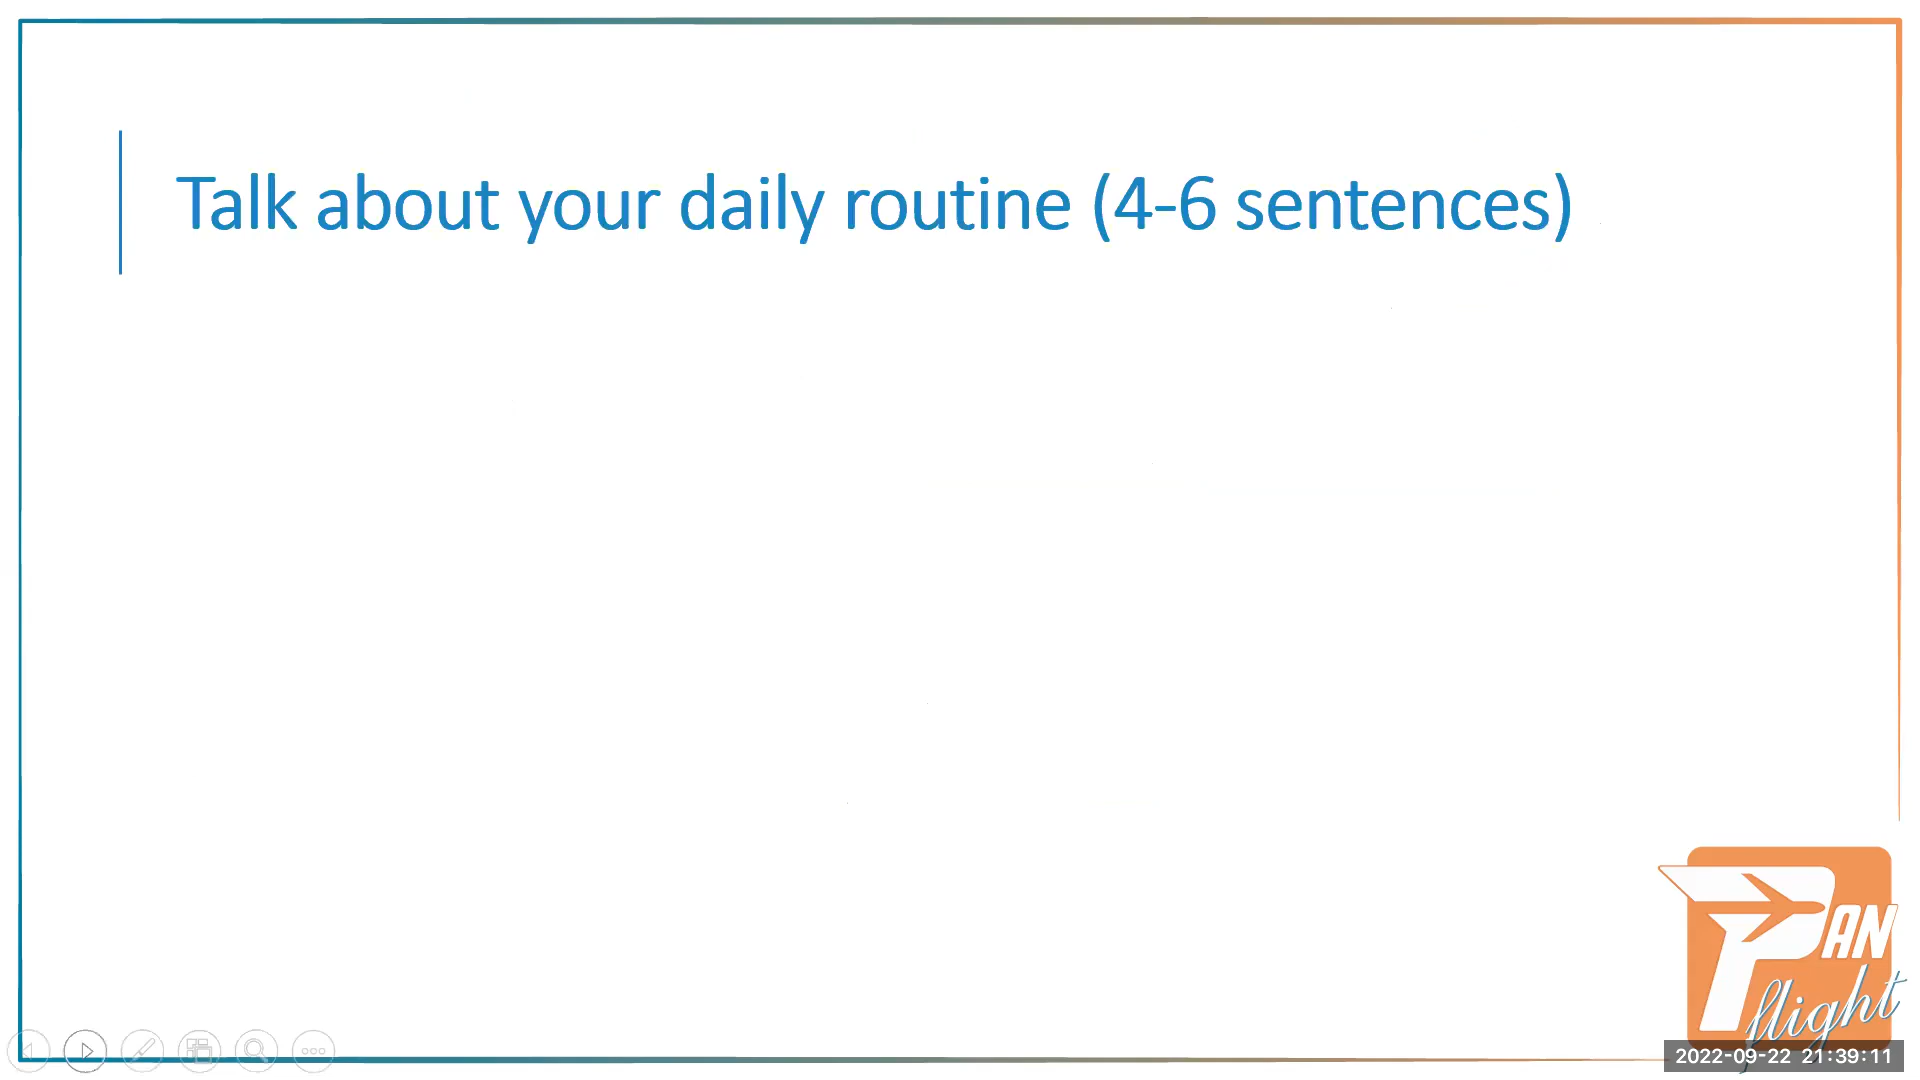 Talk about your daily routine (4-6 sentences)
PAN
flight
2022-09-22 21:39:11